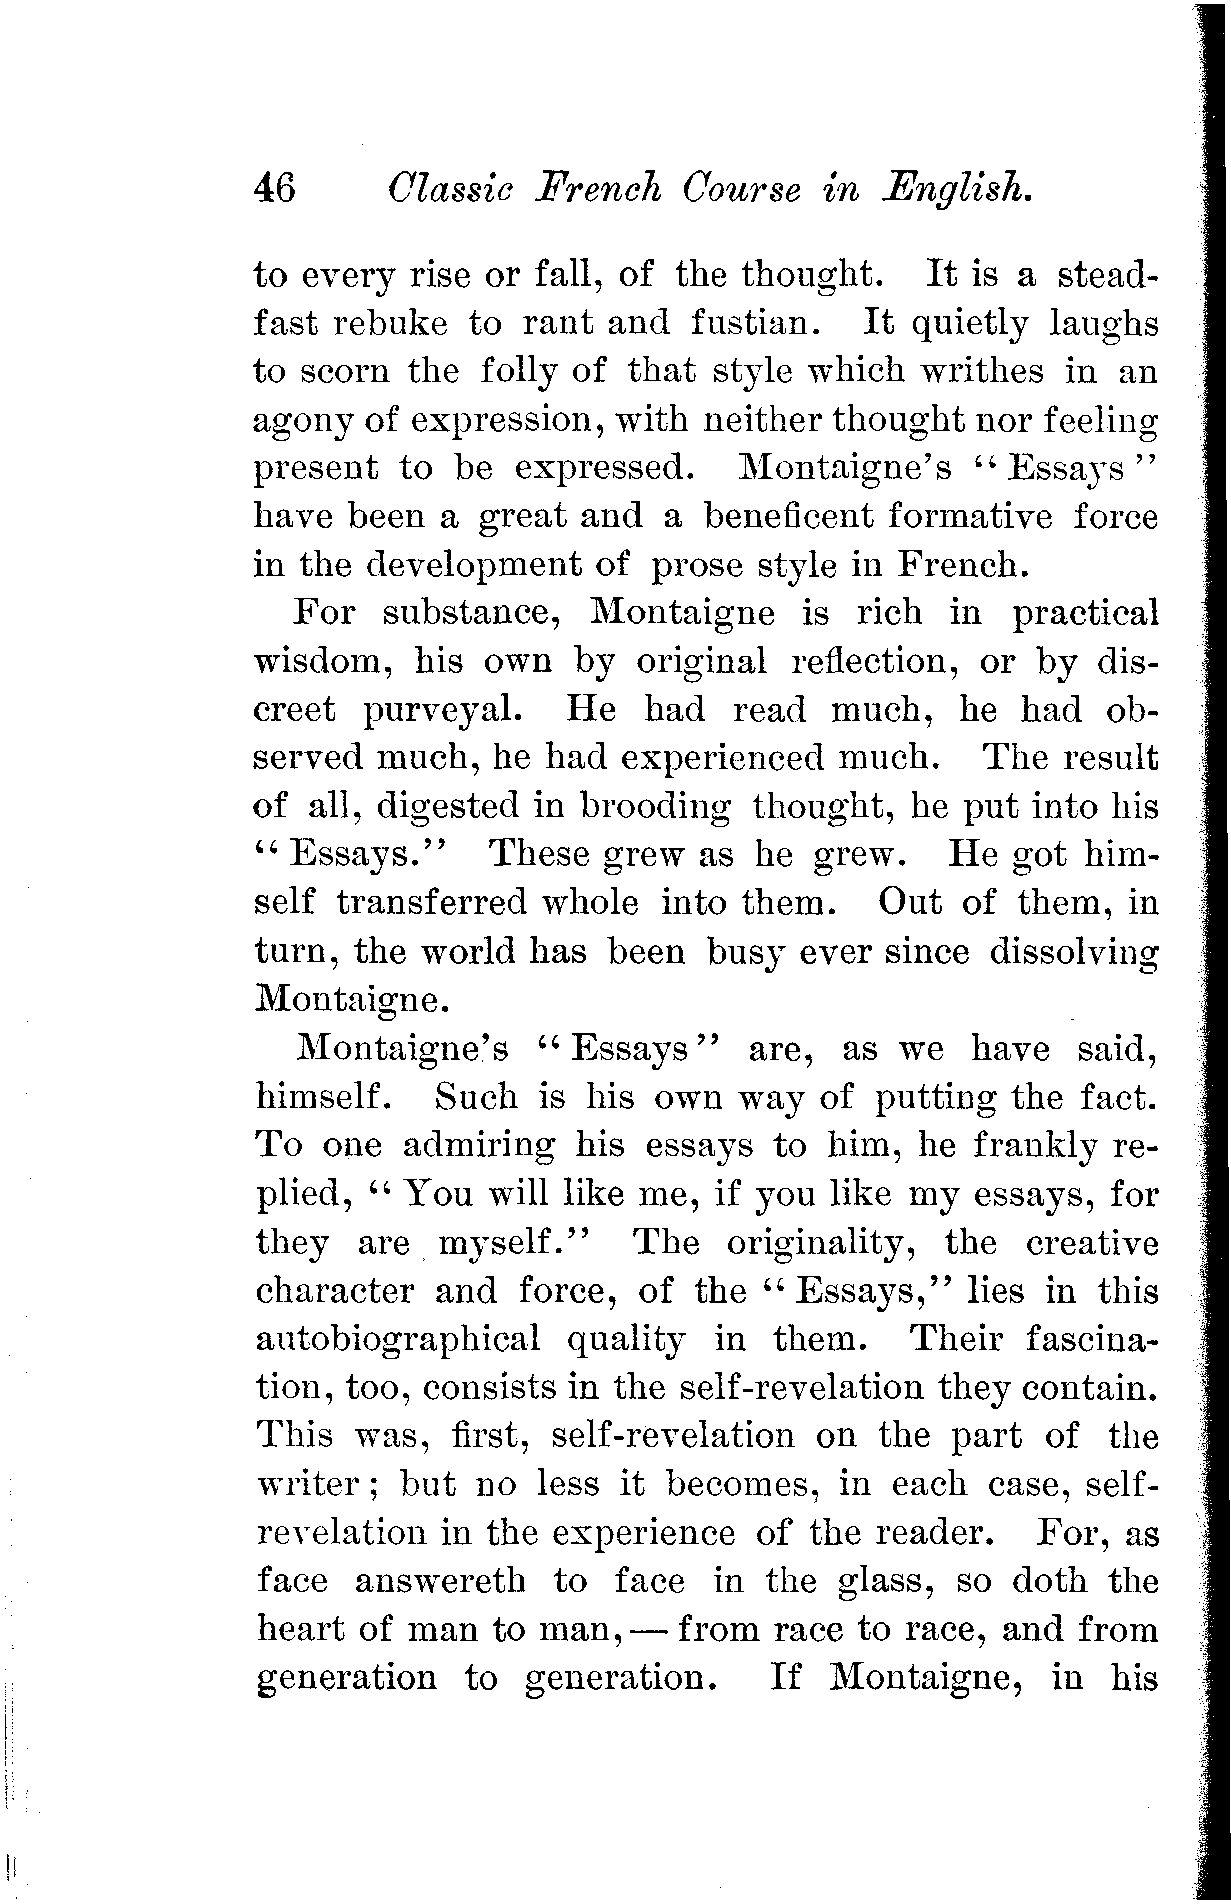 46 Classic French Course in English.
to every rise or fall, of the thought. It is a stead-
fast rebuke to rant and fustian. It quietly laughs
to scorn the folly of that style which writhes in an
agony of expression, with neither thought nor feeling
present to be expressed. Montaigne's “Essays”
have been a great and a beneficent formative force
in the development of prose style in French.
For substance, Montaigne is rich in practical
wisdom, his own by original reflection, or by dis-
creet purveyal. He had read much, he had ob-
served much, he had experienced much. The result
of all, digested in brooding thought, he put into his
“Essays.” These grew as he grew. He got him-
self transferred whole into them. Out of them, in
turn, the world has been busy ever since dissolving
Montaigne.
Montaigne's “Essays” are, as we have said,
himself. Such is his own way of putting the fact.
To one admiring his essays to him, he frankly re-
plied, “You will like me, if you like my essays, for
they are myself.” The originality, the creative
character and force, of the “Essays,” lies in this
autobiographical quality in them. Their fascina-
tion, too, consists in the self-revelation they contain.
This was, first, self-revelation on the part of the
writer; but no less it becomes, in each case, self-
revelation in the experience of the reader. For, as
face answereth to face in the glass, so doth the
heart of man to man,— from race to race, and from
generation to generation. If Montaigne, in his